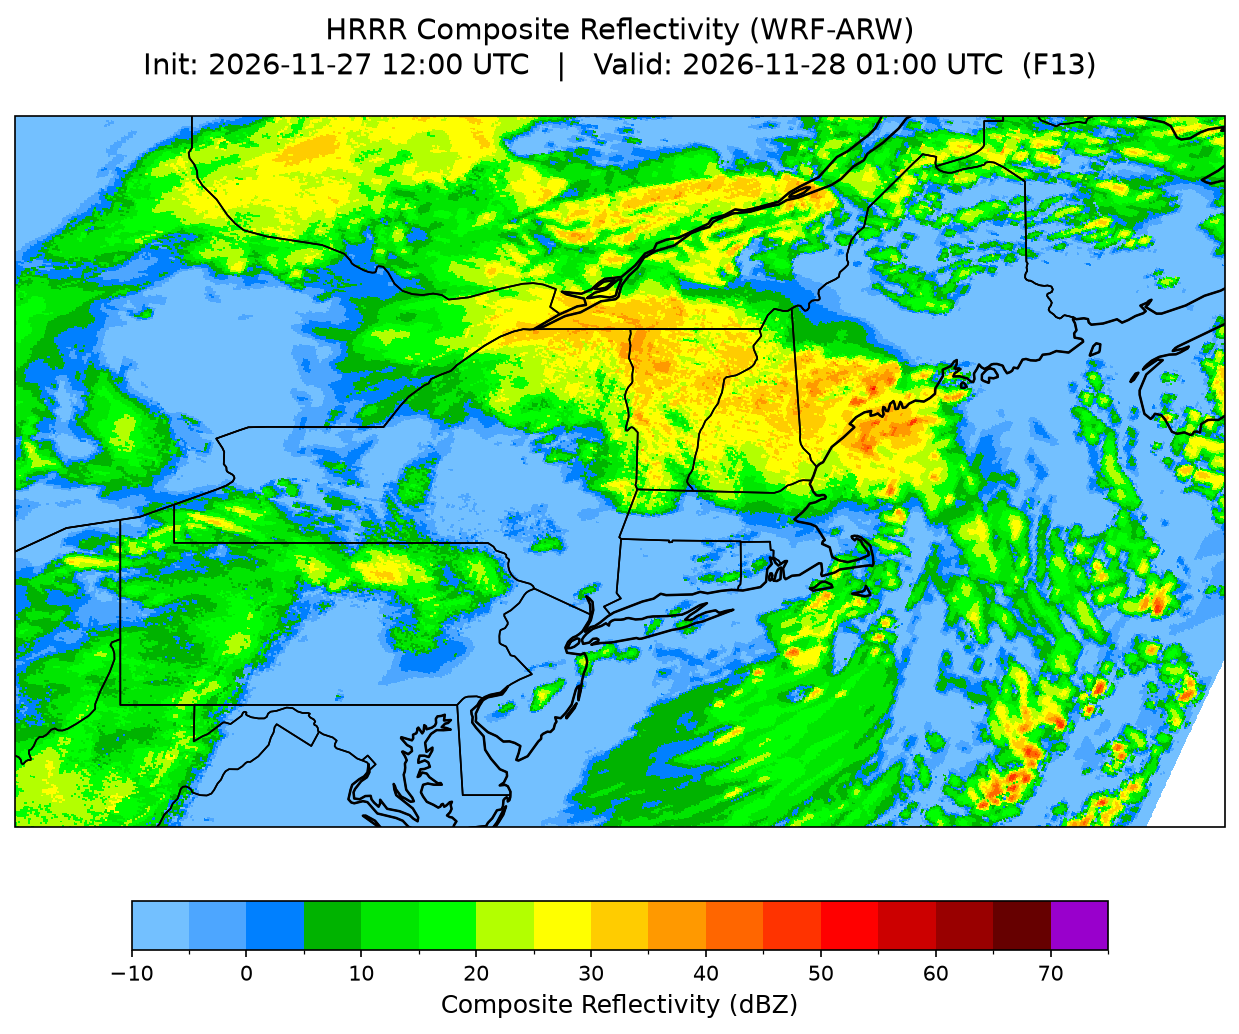 HRRR Composite Reflectivity (WRF-ARW)
Init: 2026-11-27 12:00 UTC | Valid: 2026-11-28 01:00 UTC (F13)
−10 0 10 20 30 40 50 60 70
Composite Reflectivity (dBZ)